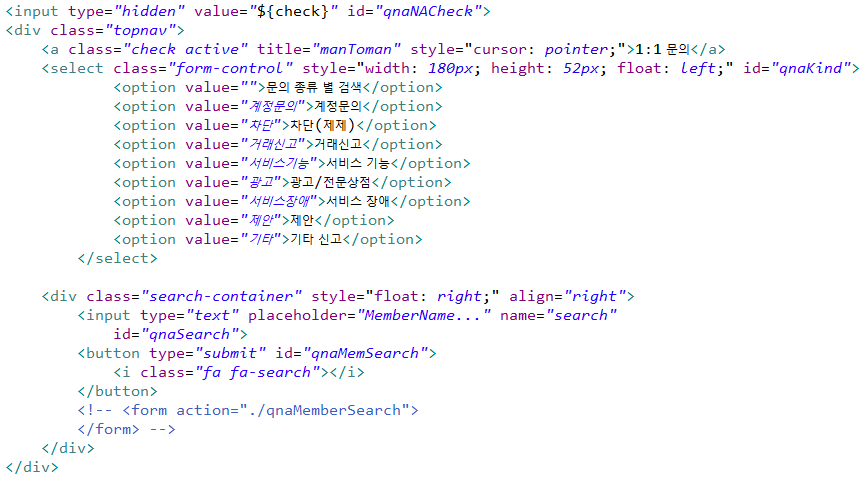 <input type="hidden" value="${check}" id="qnaNACheck">
<div class="topnav">
<a class="check active" title="manToman" style="cursor: pointer;">1:1 문의</a>
<select class="form-control" style="width: 180px; height: 52px; float: left;" id="qnaKind">
<option value="">문의 종류 별 검색</option>
<option value="계정문의">계정문의</option>
<option value="차단">차단(제제)</option>
<option value="거래신고">거래신고</option>
<option value="서비스기능">서비스 기능</option>
<option value="광고">광고/전문상점</option>
<option value="서비스장애">서비스 장애</option>
<option value="제안">제안</option>
<option value="기타">기타 신고</option>
</select>
<div class="search-container" style="float: right;" align="right">
<input type="text" placeholder="MemberName..." name="search"
id="qnaSearch">
<button type="submit" id="qnaMemSearch">
<i class="fa fa-search"></i>
</button>
<!-- <form action="./qnaMemberSearch">
</form> -->
</div>
</div>